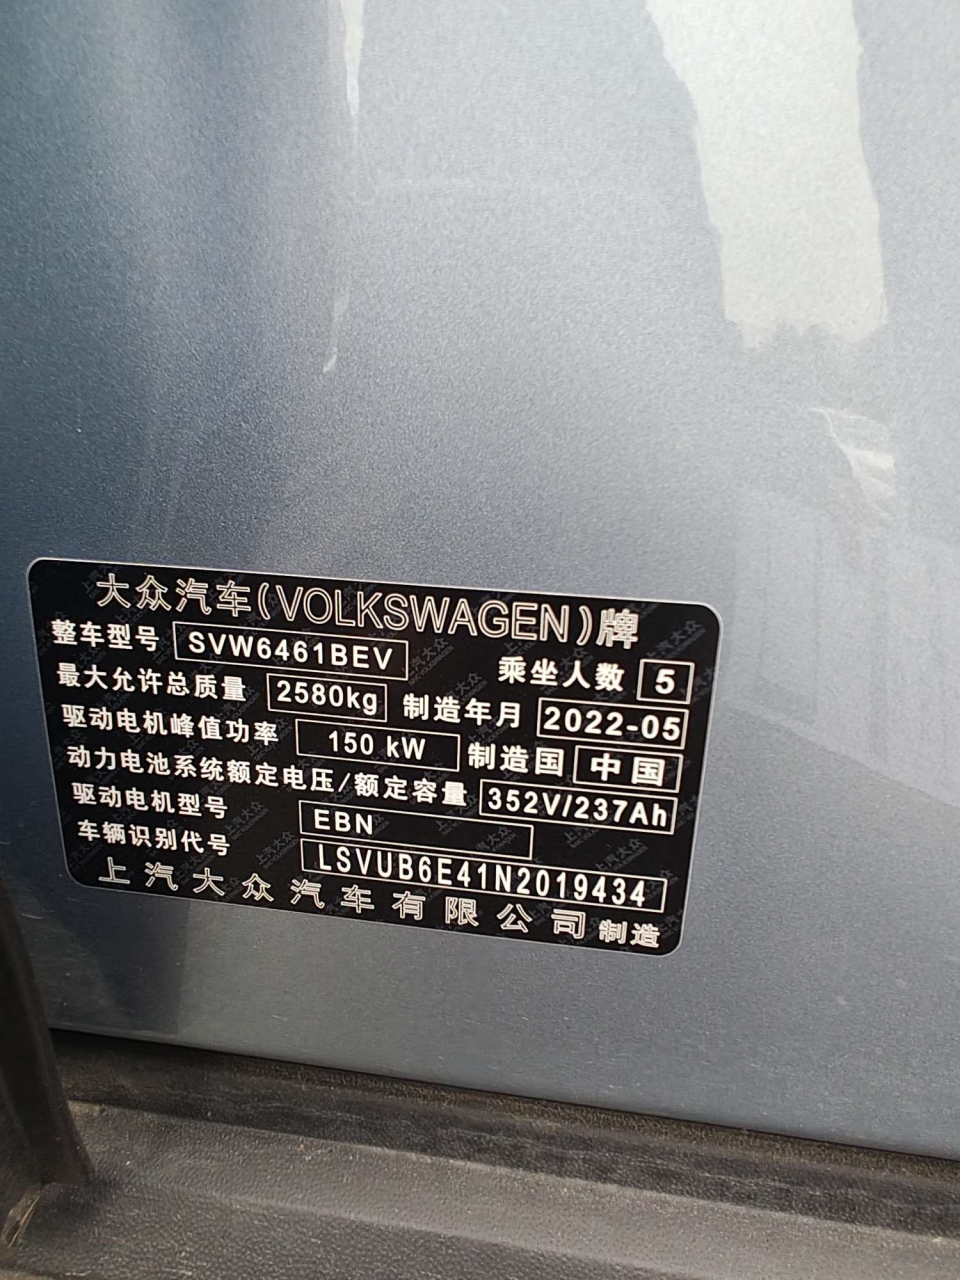 大众汽车(VOLKSWAGEN)牌
整车型号 SVW6461BEV 乘坐人数 5
最大允许总质量 2580kg 制造年月 2022-05
驱动电机峰值功率 150 kW 制造国 中国
动力电池系统额定电压/额定容量 352V/237Ah
驱动电机型号 EBN
车辆识别代号 LSVUB6E41N2019434
上汽大众汽车有限公司 制造